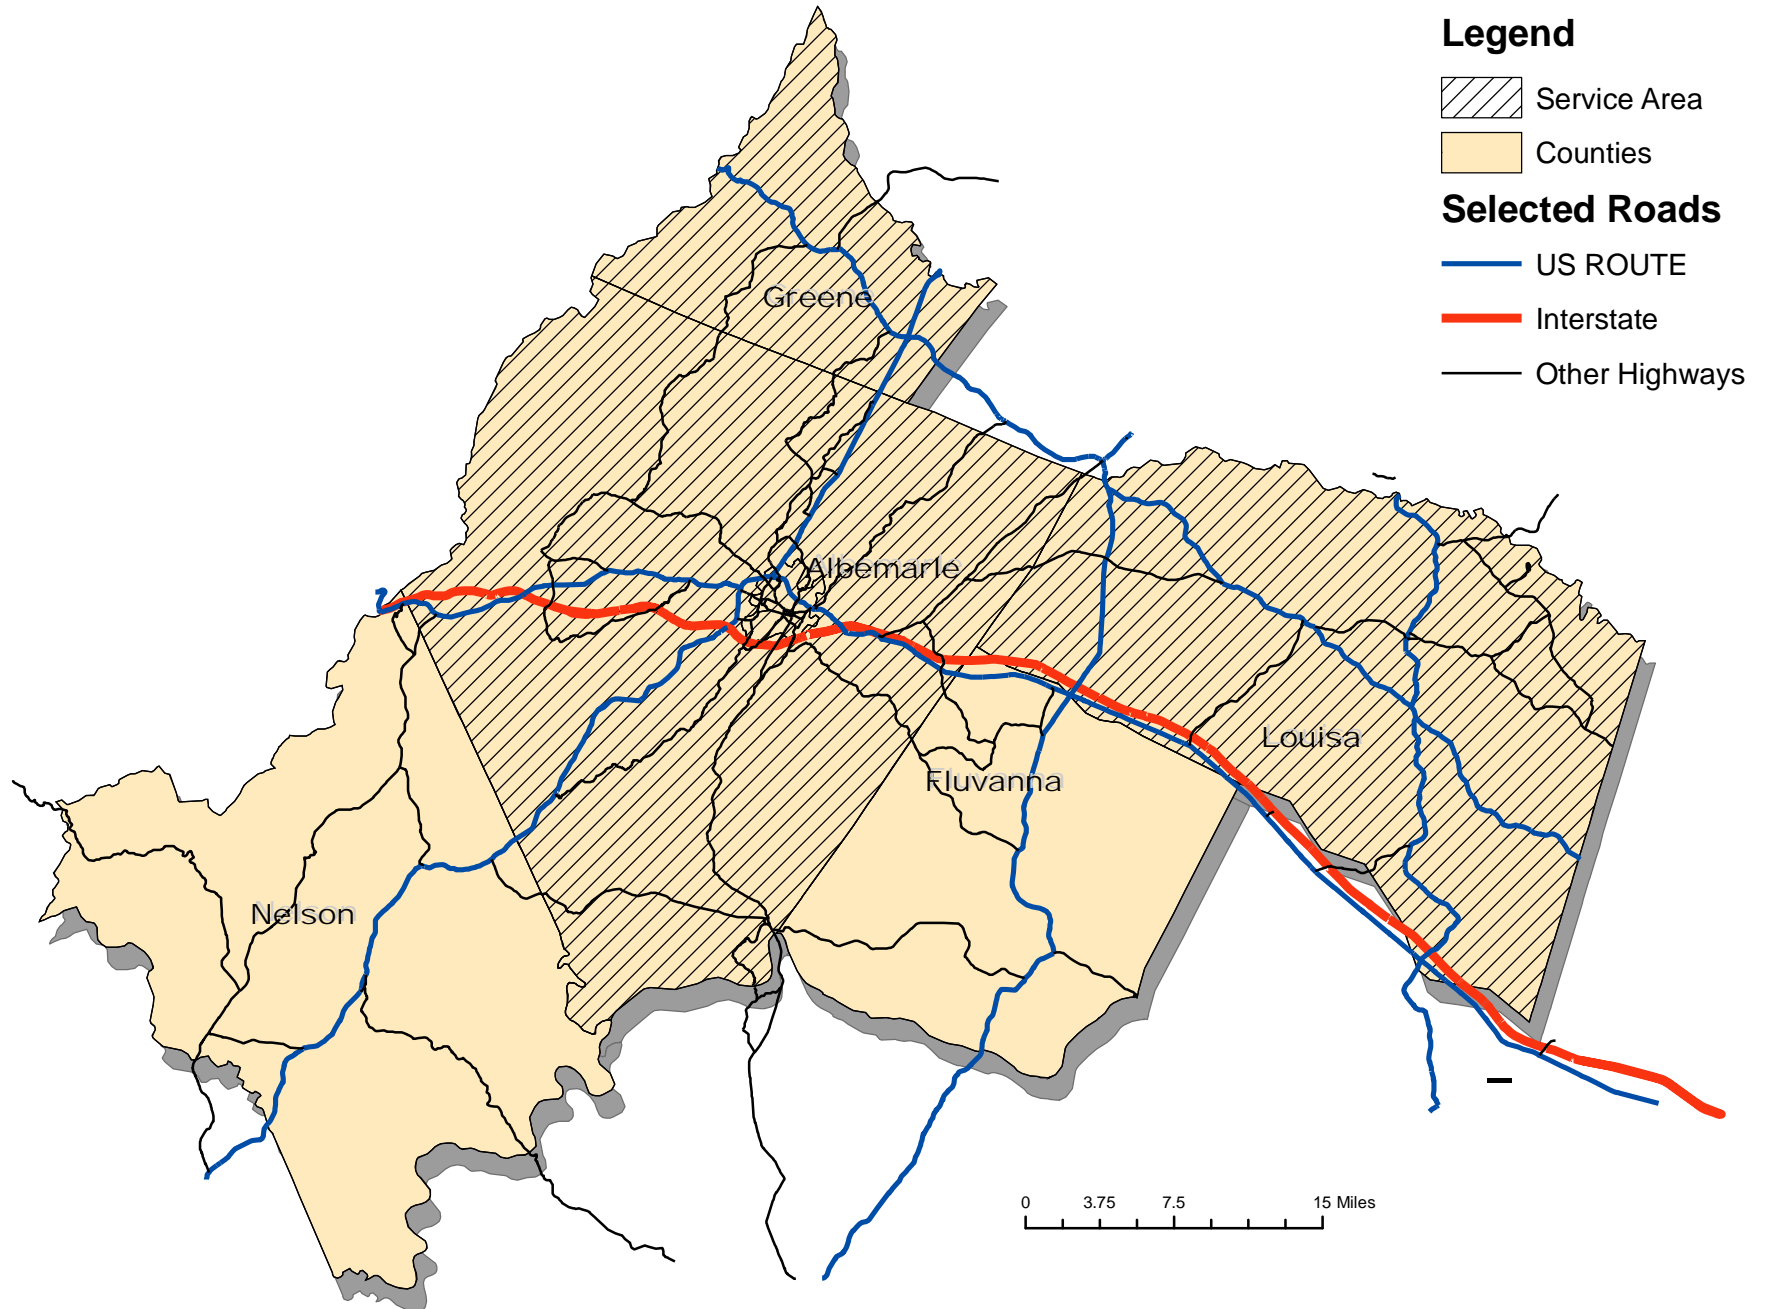 Legend
Service Area
Counties
Selected Roads
US ROUTE
Interstate
Other Highways
Greene
Albemarle
Louisa
Fluvanna
Nelson
0 3.75 7.5 15 Miles